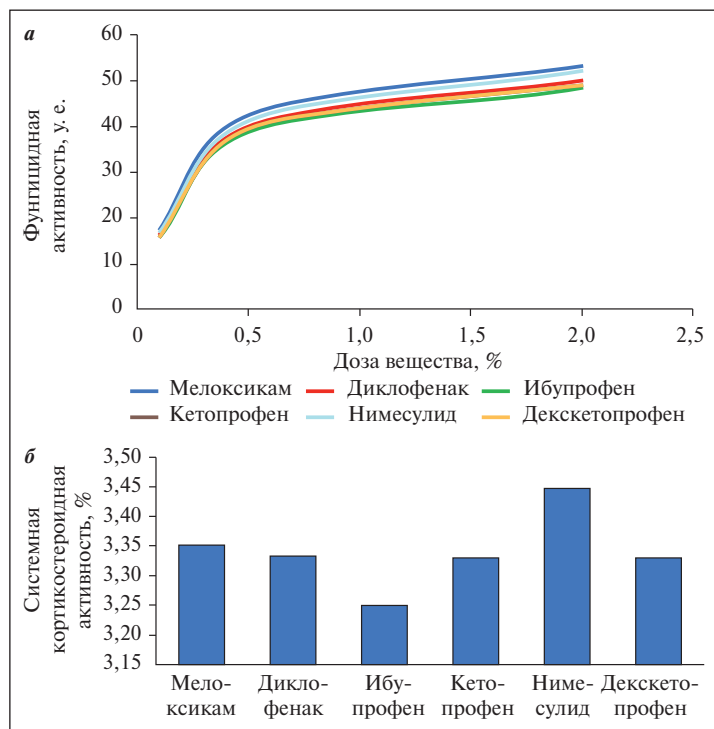 а
Фунгицидная
активность, у. е.
60
50
40
30
20
10
0
0 0,5 1,0 1,5 2,0 2,5
Доза вещества, %
Мелоксикам Диклофенак Ибупрофен
Кетопрофен Нимесулид Декскетопрофен
б
Системная
кортикостероидная
активность, %
3,50
3,45
3,40
3,35
3,30
3,25
3,20
3,15
Мело- Дикло- Ибу- Кето- Ниме- Декскето-
ксикам фенак профен профен сулид профен